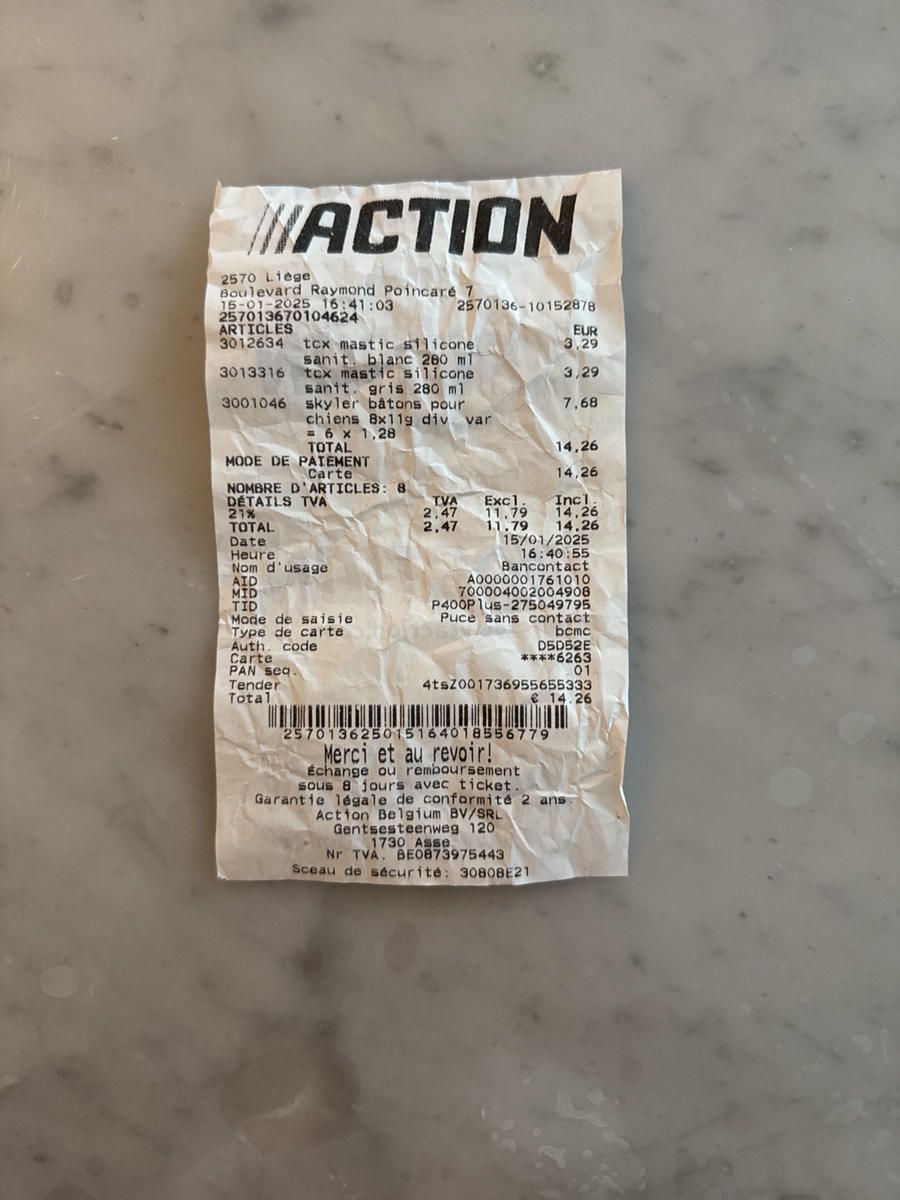 ACTION
2570 Liège
Boulevard Raymond Poincaré 7
15-01-2025 16:41:03 2570136-10152878
257013670104624
ARTICLES EUR
3012634 tcx mastic silicone 3,29
sanit. blanc 280 ml
3013316 tcx mastic silicone 3,29
sanit. gris 280 ml
3001046 skyler bâtons pour 7,68
chiens 8x11g div. var
= 6 x 1,28
TOTAL 14,26
MODE DE PAIEMENT
Carte 14,26
NOMBRE D'ARTICLES: 8
DÉTAILS TVA TVA Excl. Incl.
21% 2,47 11,79 14,26
TOTAL 2,47 11,79 14,26
Date 15/01/2025
Heure 16:40:55
Nom d'usage Bancontact
AID A0000001761010
MID 700004002004908
TID P400Plus-275049795
Mode de saisie Puce sans contact
Type de carte bcmc
Auth. code D5D52E
Carte ****6263
PAN seq. 01
Tender 4tsZ001736955655333
Total € 14.26
257013625015164018556779
Merci et au revoir!
Échange ou remboursement
sous 8 jours avec ticket.
Garantie légale de conformité 2 ans.
Action Belgium BV/SRL
Gentsesteenweg 120
1730 Asse
Nr TVA. BE0873975443
Sceau de sécurité: 30808E21